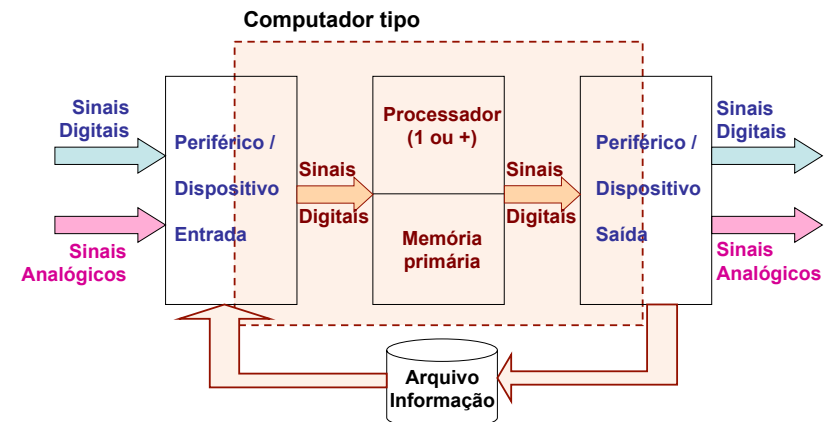 Computador tipo
Sinais
Digitais
Sinais
Analógicos
Periférico /
Dispositivo
Entrada
Sinais
Digitais
Processador
(1 ou +)
Memória
primária
Sinais
Digitais
Periférico /
Dispositivo
Saída
Sinais
Digitais
Sinais
Analógicos
Arquivo
Informação